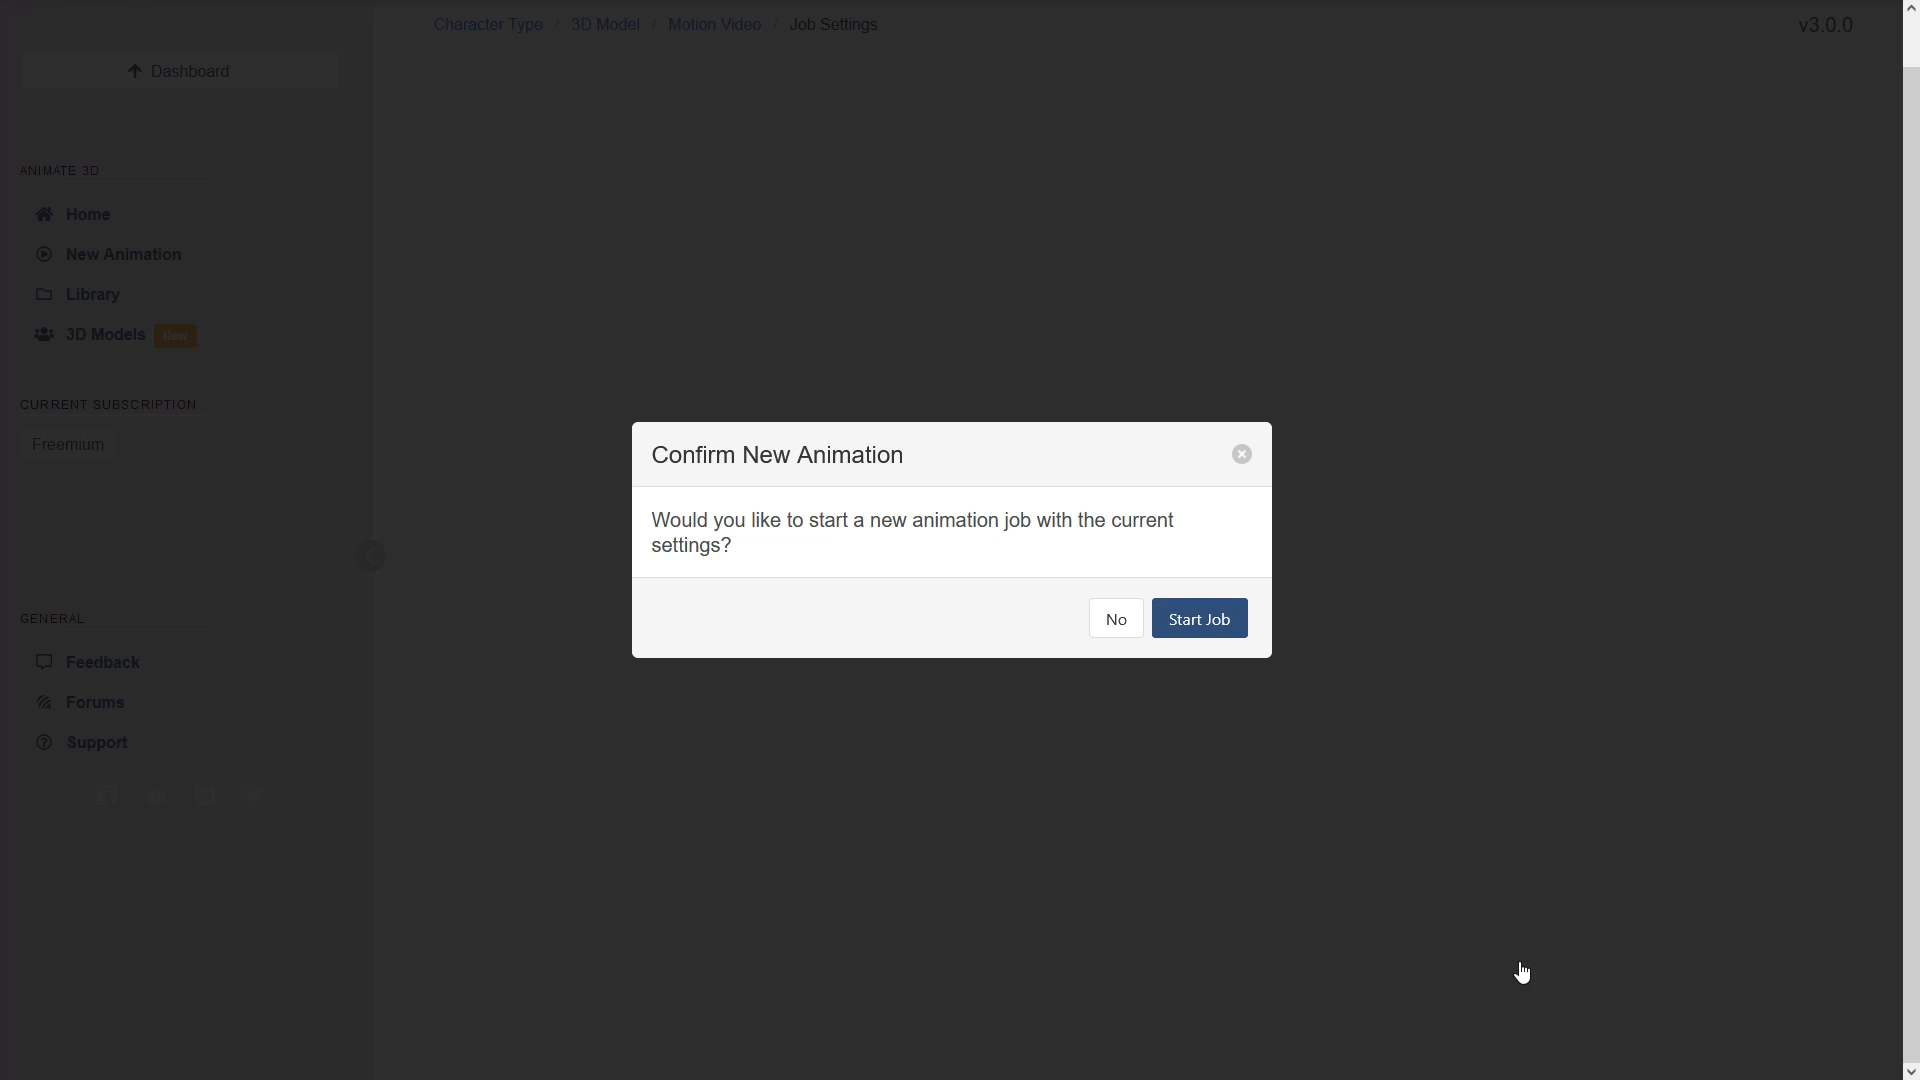 Character Type / 3D Model / Motion Video / Job Settings
v3.0.0
Dashboard
ANIMATE 3D
Home
New Animation
Library
3D Models New
CURRENT SUBSCRIPTION
Freemium
Confirm New Animation
Would you like to start a new animation job with the current
settings?
No Start Job
GENERAL
Feedback
Forums
Support